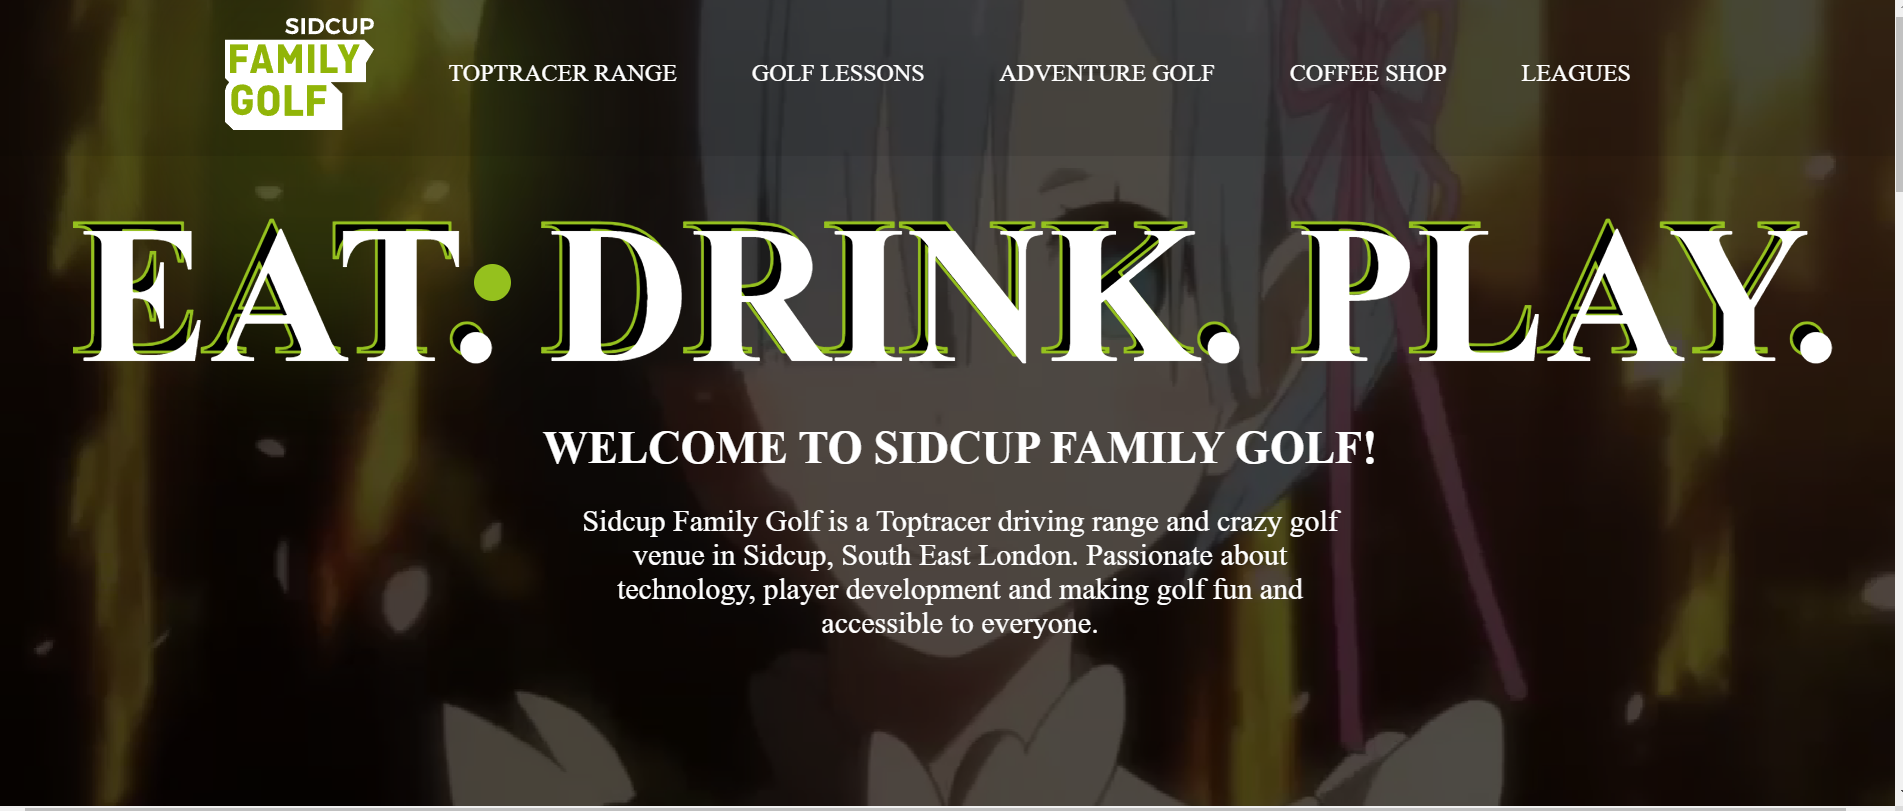 SIDCUP
FAMILY
GOLF
TOPTRACER RANGE
GOLF LESSONS
ADVENTURE GOLF
COFFEE SHOP
LEAGUES
EAT. DRINK. PLAY.
WELCOME TO SIDCUP FAMILY GOLF!
Sidcup Family Golf is a Toptracer driving range and crazy golf
venue in Sidcup, South East London. Passionate about
technology, player development and making golf fun and
accessible to everyone.